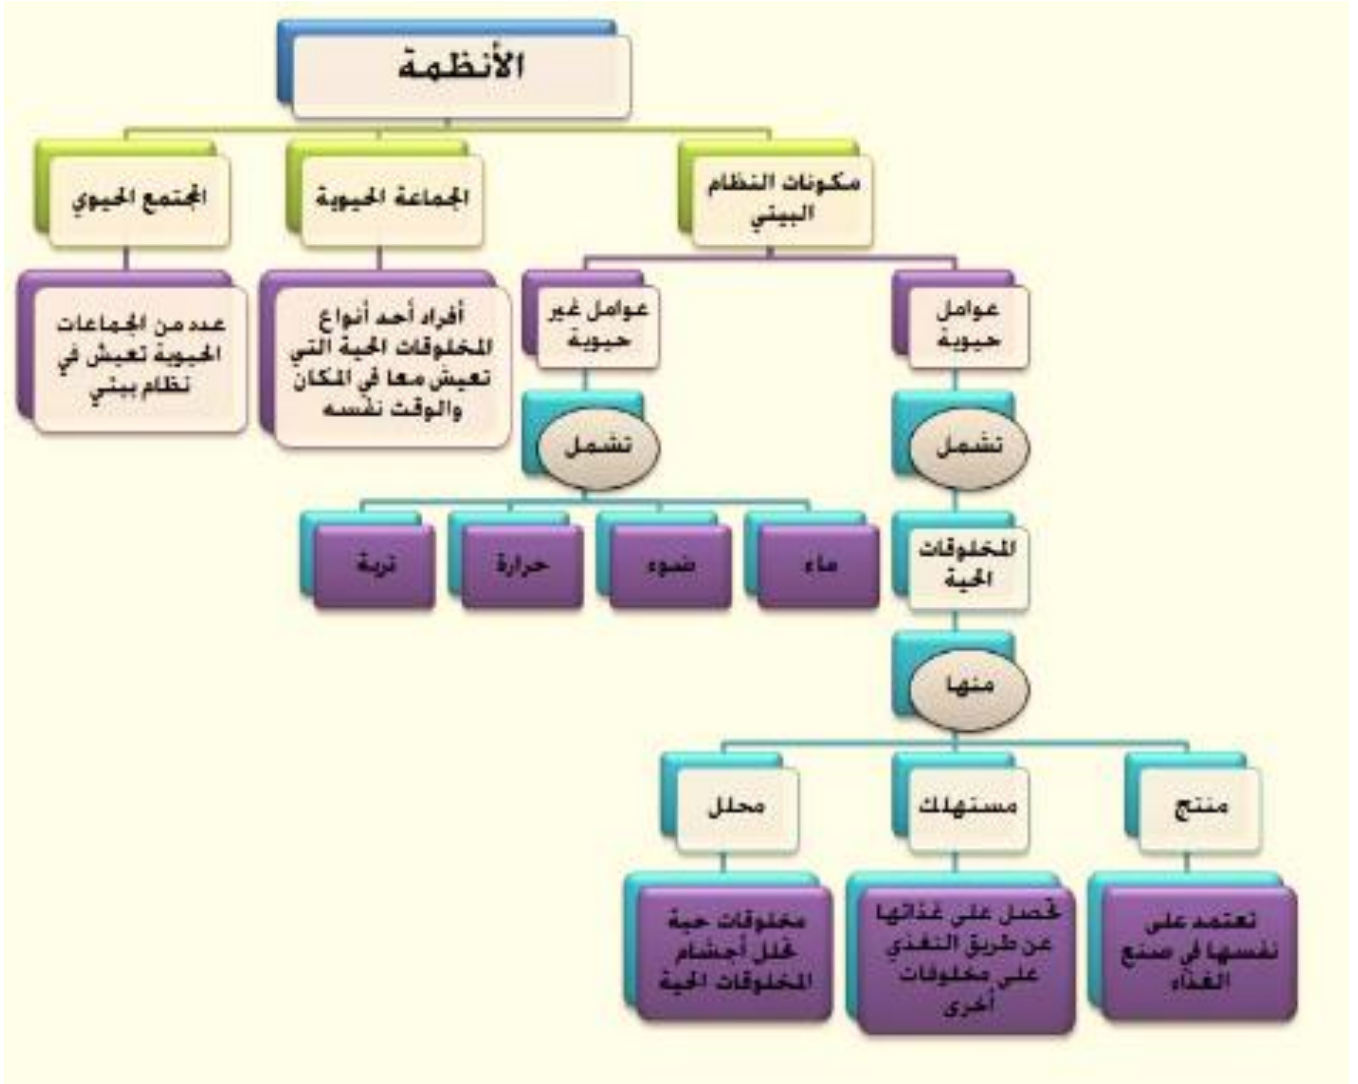 الأنظمة
مكونات النظام
البيئي
الجماعة الحيوية
المجتمع الحيوي
عوامل
حيوية
عوامل غير
حيوية
أفراد أحد أنواع
المخلوقات الحية التي
تعيش معا في المكان
والوقت نفسه
عدد من الجماعات
الحيوية تعيش في
نظام بيئي
تشمل
تشمل
المخلوقات
الحية
ماء
ضوء
حرارة
تربة
منها
منتج
مستهلك
محلل
تعتمد على
نفسها في صنع
الغذاء
تحصل على غذائها
عن طريق التغذي
على مخلوقات
أخرى
مخلوقات حية
تحلل أجشام
المخلوقات الحية